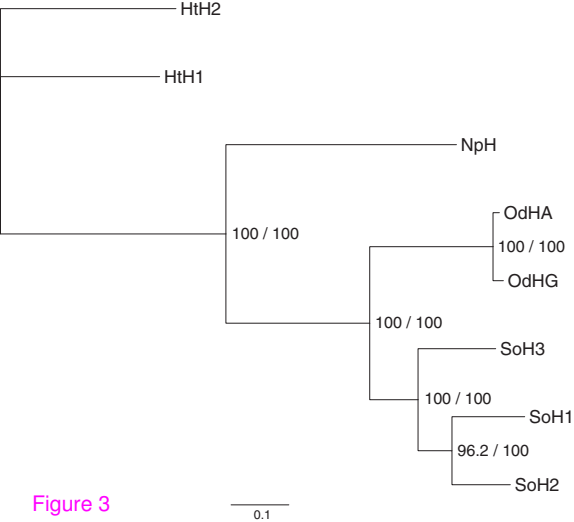 HtH2
HtH1
NpH
OdHA
100 / 100
100 / 100
OdHG
100 / 100
SoH3
100 / 100
SoH1
96.2 / 100
SoH2
Figure 3
0.1